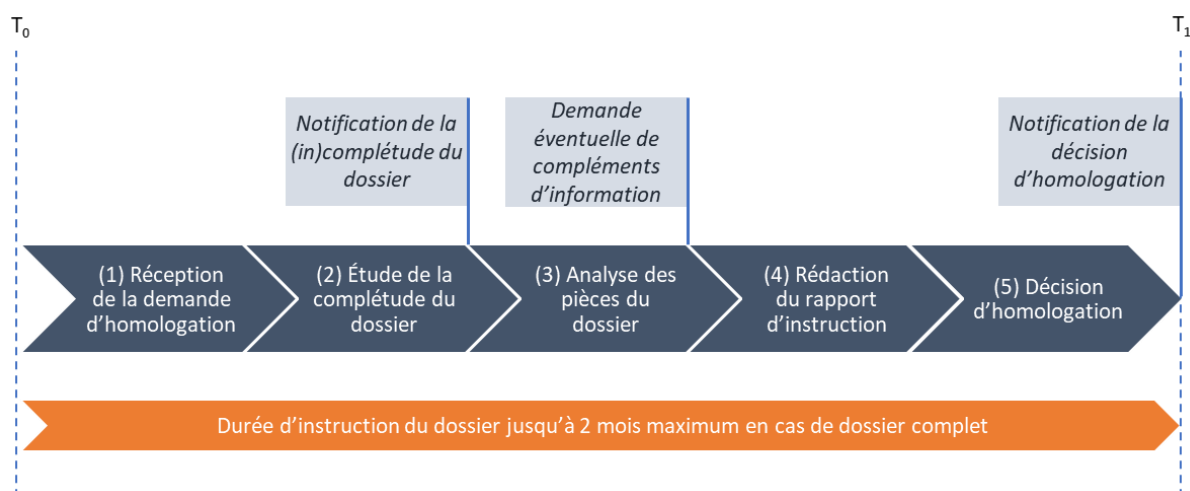 T0
T1
Notification de la
(in)complétude du
dossier
Demande
éventuelle de
compléments
d’information
Notification de la
décision
d’homologation
(1) Réception
de la demande
d’homologation
(2) Étude de la
complétude du
dossier
(3) Analyse des
pièces du
dossier
(4) Rédaction
du rapport
d’instruction
(5) Décision
d’homologation
Durée d’instruction du dossier jusqu’à 2 mois maximum en cas de dossier complet